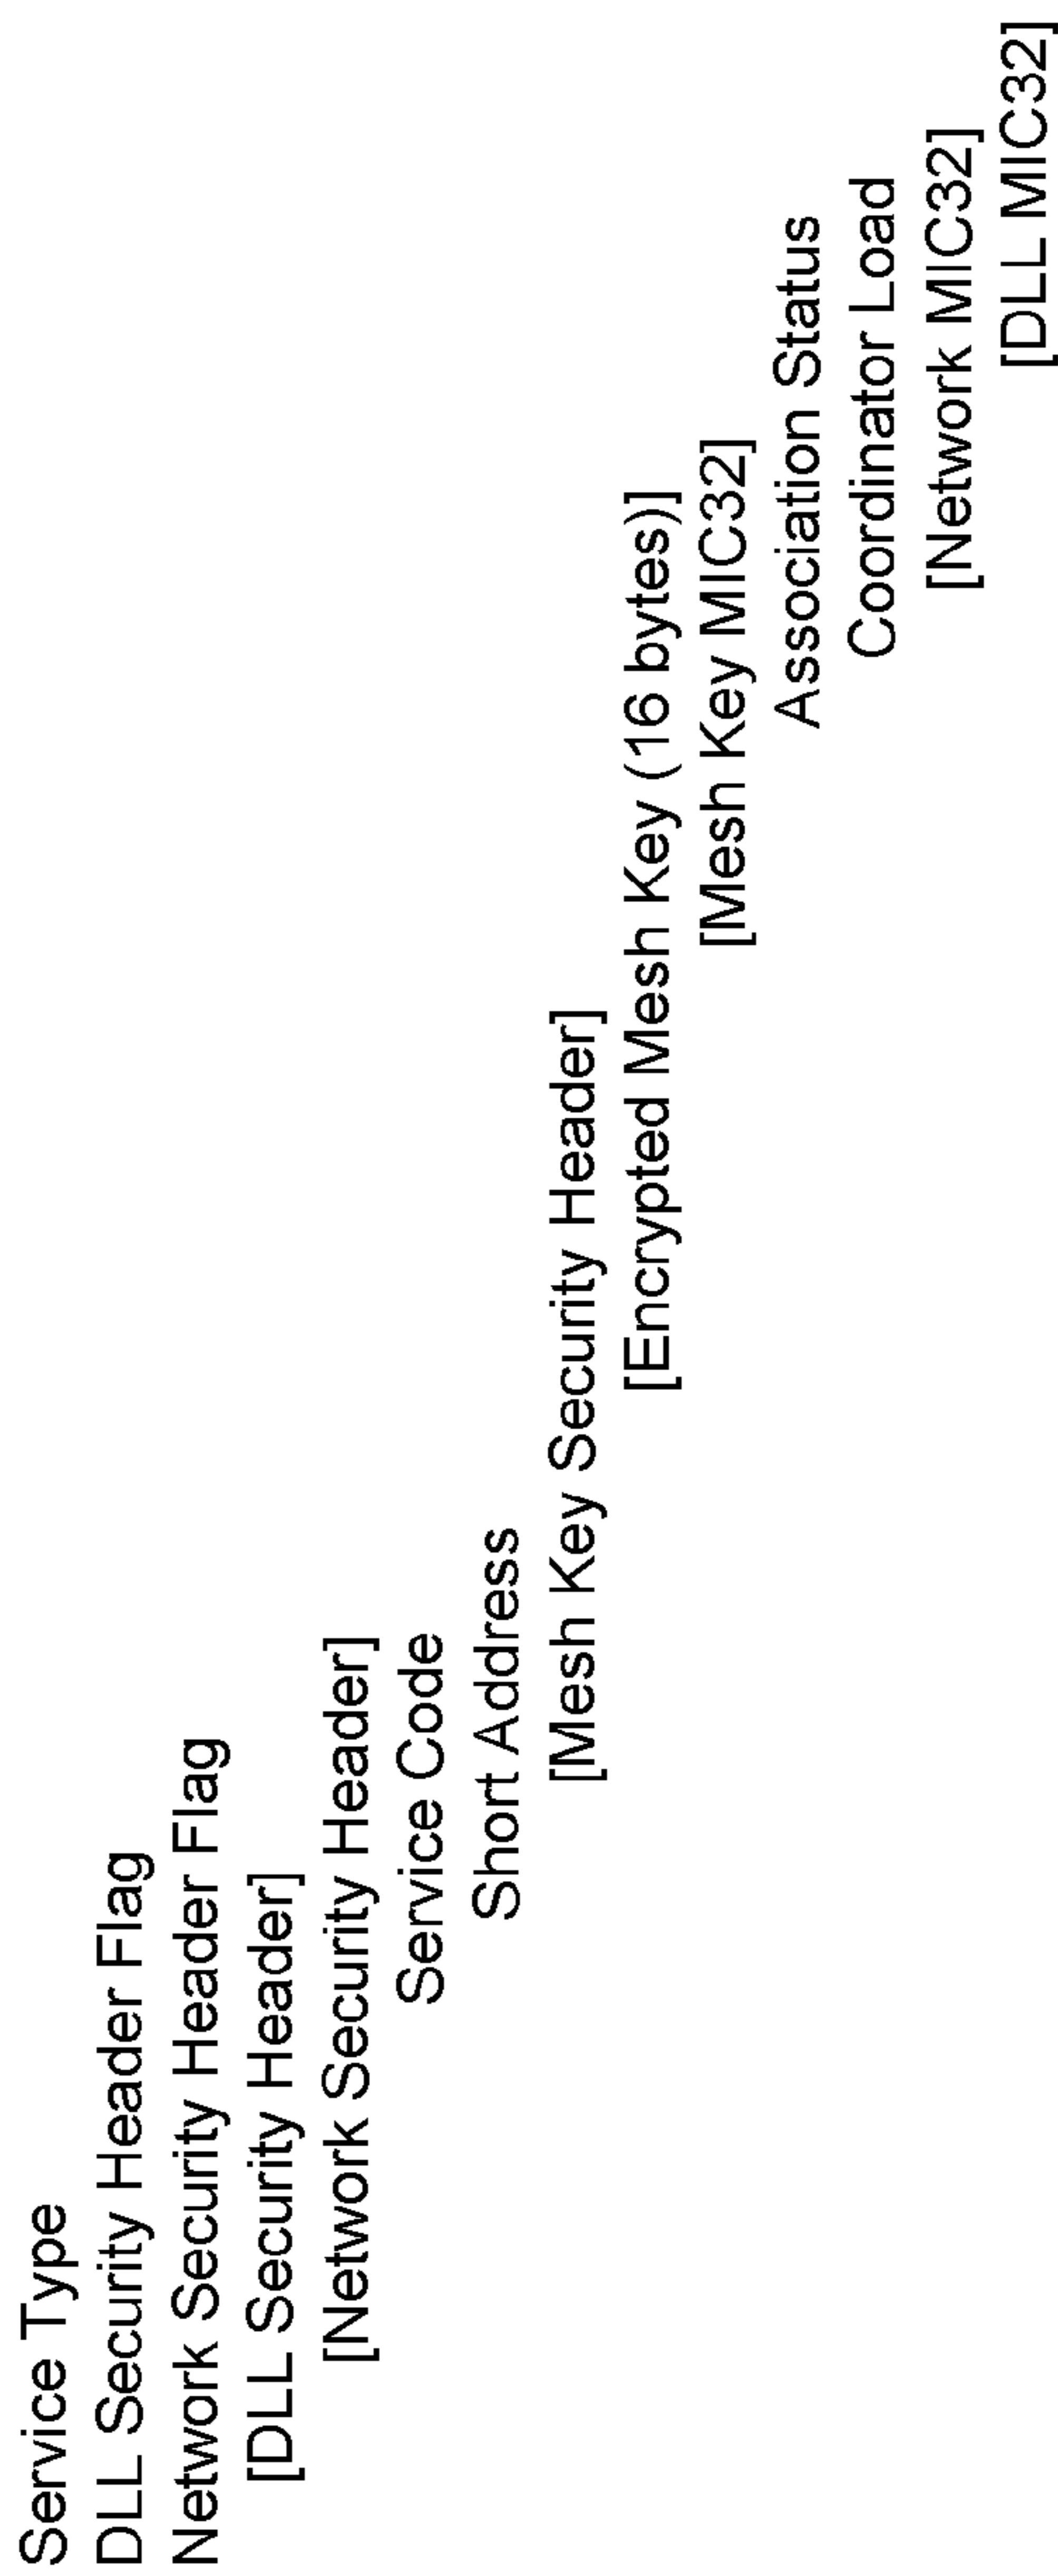 Service Type
DLL Security Header Flag
Network Security Header Flag
[DLL Security Header]
[Network Security Header]
Service Code
Short Address
[Mesh Key Security Header]
[Encrypted Mesh Key (16 bytes)]
[Mesh Key MIC32]
Association Status
Coordinator Load
[Network MIC32]
[DLL MIC32]